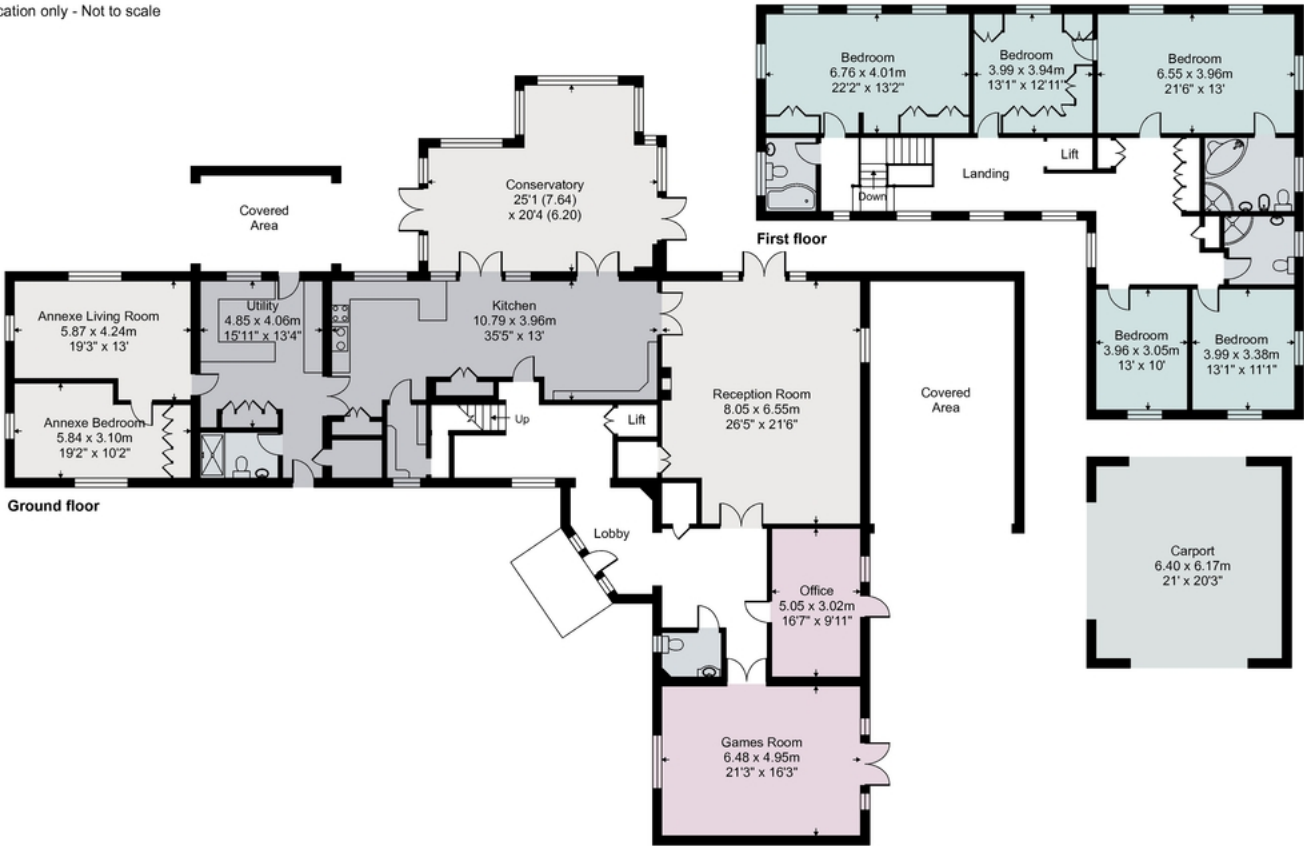 cation only - Not to scale
Bedroom
6.76 x 4.01m
22'2" x 13'2"
Bedroom
3.99 x 3.94m
13'1" x 12'11"
Bedroom
6.55 x 3.96m
21'6" x 13'
Lift
Landing
Down
First floor
Bedroom
3.96 x 3.05m
13' x 10'
Bedroom
3.99 x 3.38m
13'1" x 11'1"
Conservatory
25'1 (7.64)
x 20'4 (6.20)
Covered
Area
Annexe Living Room
5.87 x 4.24m
19'3" x 13'
Utility
4.85 x 4.06m
15'11" x 13'4"
Kitchen
10.79 x 3.96m
35'5" x 13'
Annexe Bedroom
5.84 x 3.10m
19'2" x 10'2"
Up
Lift
Reception Room
8.05 x 6.55m
26'5" x 21'6"
Covered
Area
Ground floor
Lobby
Office
5.05 x 3.02m
16'7" x 9'11"
Carport
6.40 x 6.17m
21' x 20'3"
Games Room
6.48 x 4.95m
21'3" x 16'3"